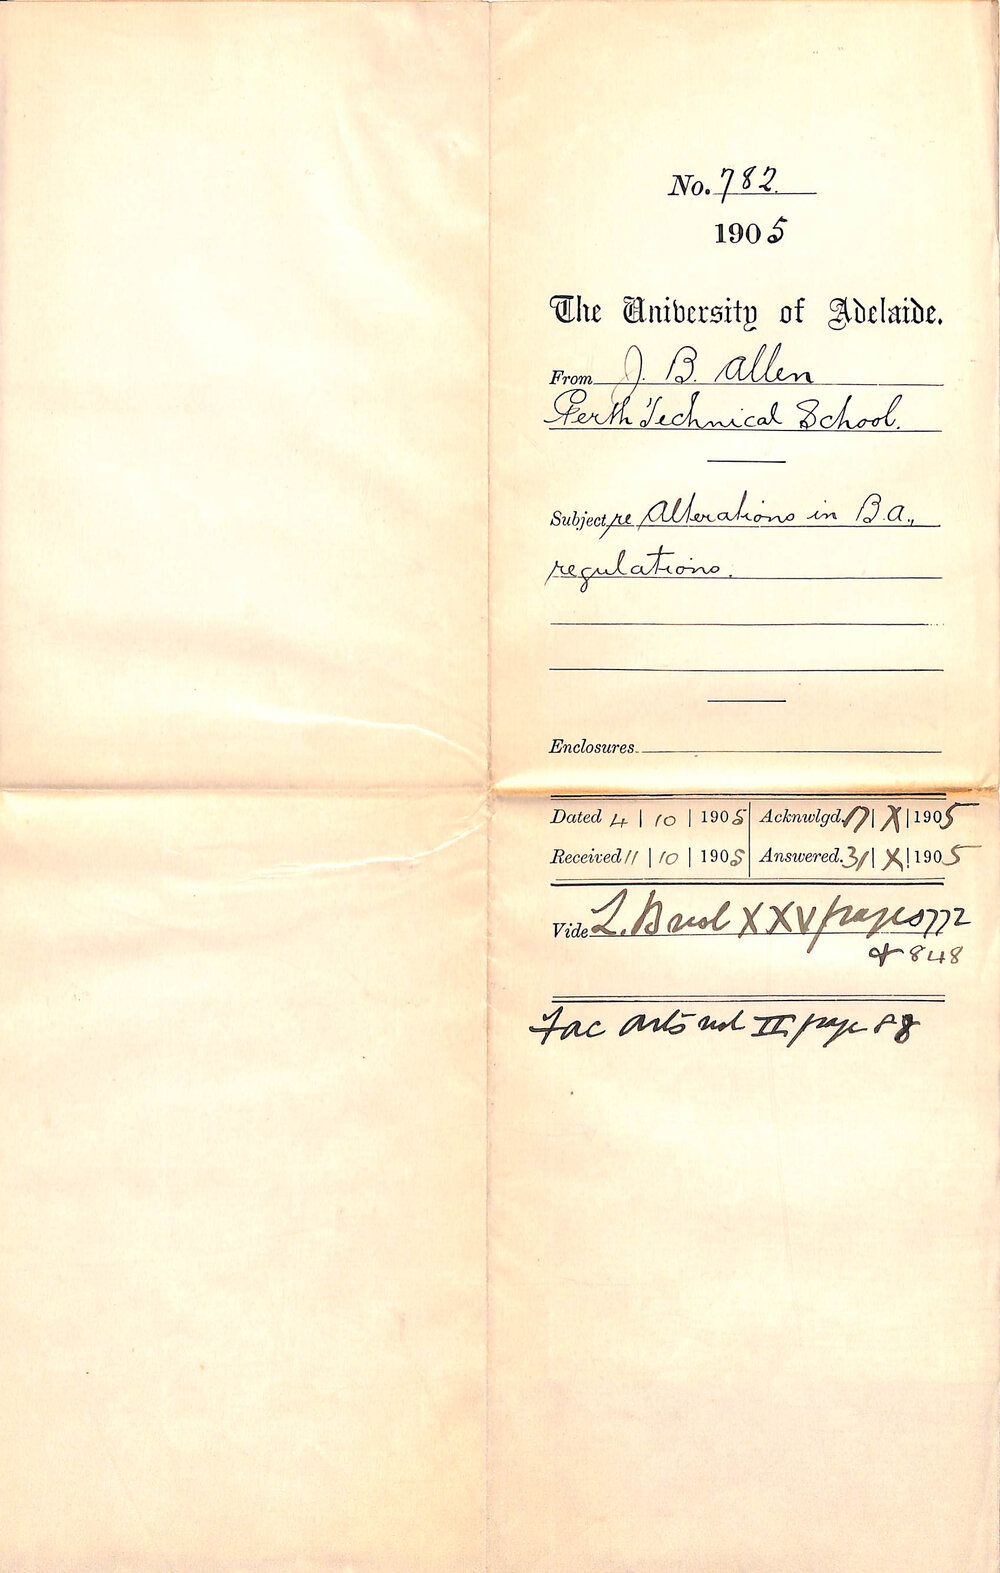 No. 782.
1905
The University of Adelaide.
From J. B. Allen
Perth Technical School.
Subject re Alterations in B.A.,
regulations.
Enclosures
Dated 4 | 10 | 1905 Acknwlgd. 17 | X | 1905
Received 11 | 10 | 1905 Answered. 31 | X | 1905
Vide L. B vol XXV pages 772
& 848
Fac Arts vol II page 88